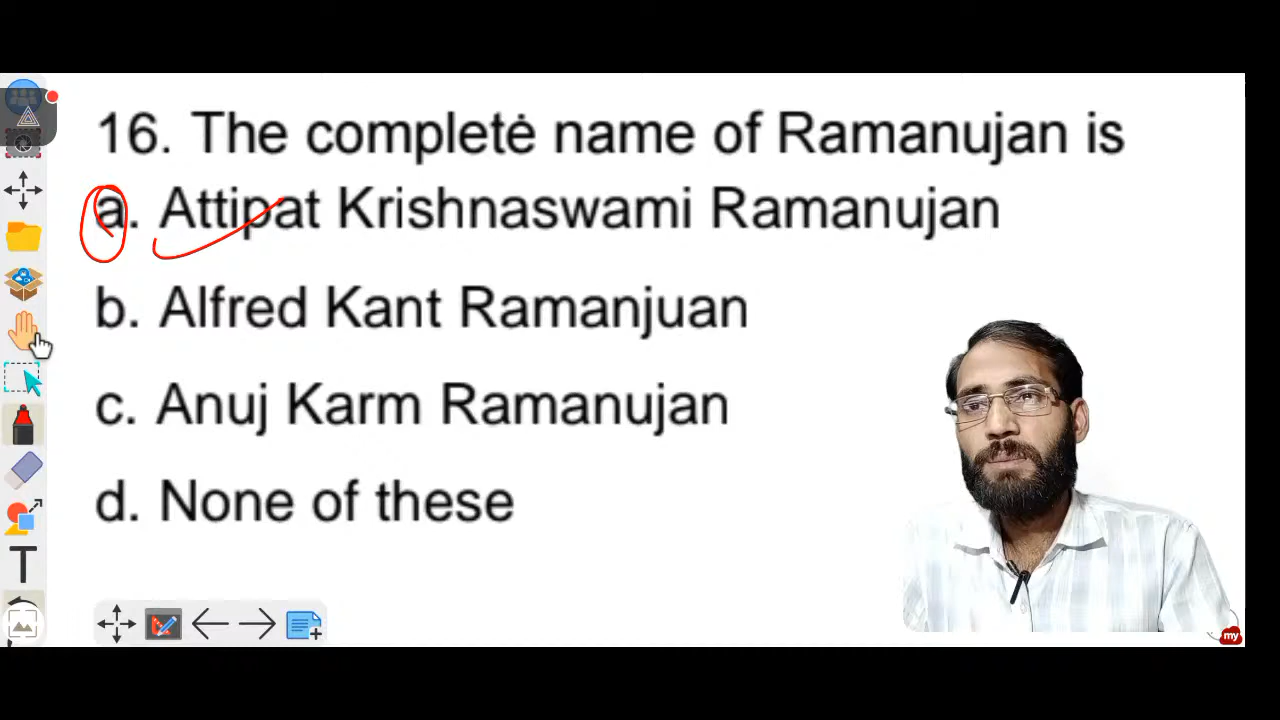 16. The complete name of Ramanujan is
a. Attipat Krishnaswami Ramanujan
b. Alfred Kant Ramanjuan
c. Anuj Karm Ramanujan
d. None of these
T
my